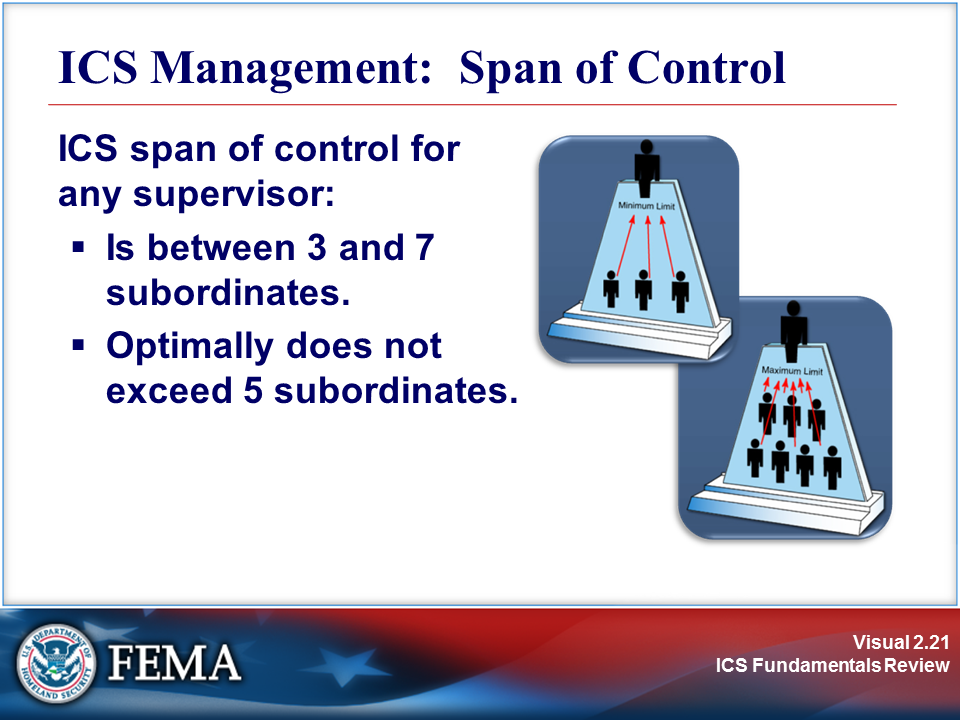 ICS Management: Span of Control
ICS span of control for
any supervisor:
▪ Is between 3 and 7
subordinates.
▪ Optimally does not
exceed 5 subordinates.
Minimum Limit
Maximum Limit
U.S. DEPARTMENT OF
HOMELAND SECURITY
FEMA
Visual 2.21
ICS Fundamentals Review